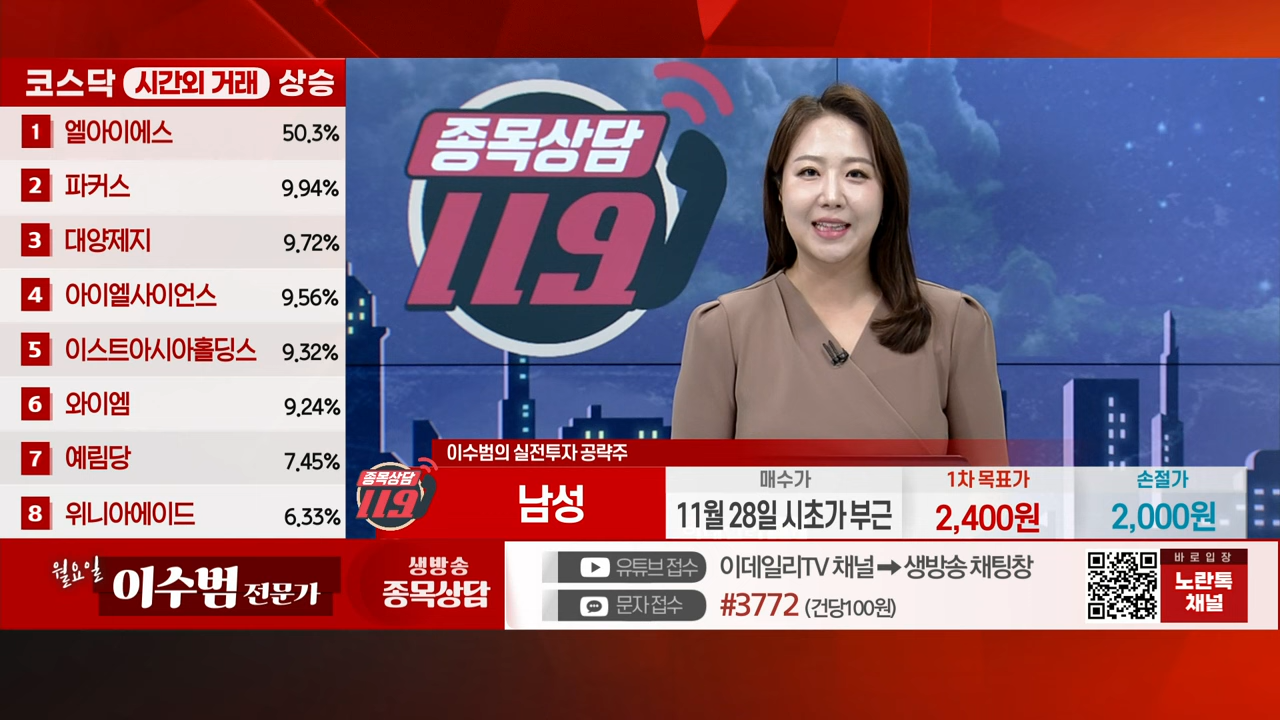 코스닥 시간외 거래 상승
1 엘아이에스 50.3%
2 파커스 9.94%
3 대양제지 9.72%
4 아이엘사이언스 9.56%
5 이스트아시아홀딩스 9.32%
6 와이엠 9.24%
7 예림당 7.45%
8 위니아에이드 6.33%
종목상담
119
이수범의 실전투자 공략주
종목상담
119
남성
매수가 1차 목표가 손절가
11월 28일 시초가 부근 2,400원 2,000원
월요일 이수범 전문가
생방송
종목상담
유튜브 접수 이데일리TV 채널 ➡ 생방송 채팅창
문자 접수 #3772 (건당100원)
바로입장
노란톡
채널